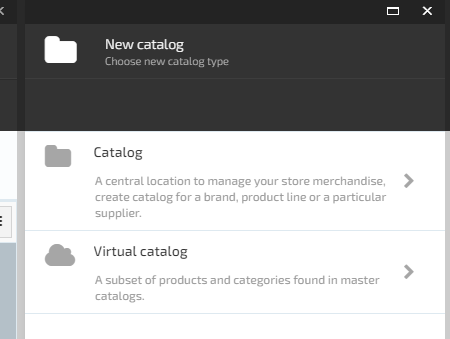 New catalog
Choose new catalog type
Catalog
A central location to manage your store merchandise,
create catalog for a brand, product line or a particular
supplier.
Virtual catalog
A subset of products and categories found in master
catalogs.